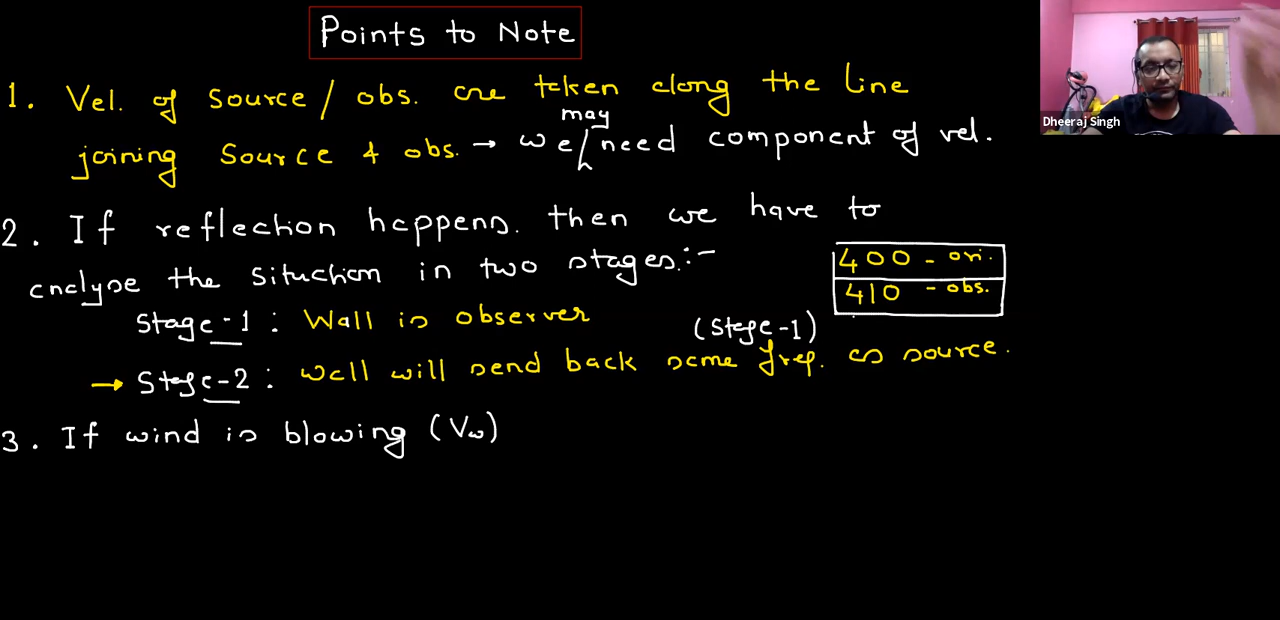 Points to Note
Dheeraj Singh
1. Vel. of source / obs. are taken along the line
joining source & obs. → we may need component of vel.
2. If reflection happens. then we have to
analyse the situation in two stages:-
400 - ori.
410 - obs.
Stage-1 : Wall is observer
(Stage-1)
→ Stage-2 : Wall will send back same freq. as source.
3. If wind is blowing (Vw)